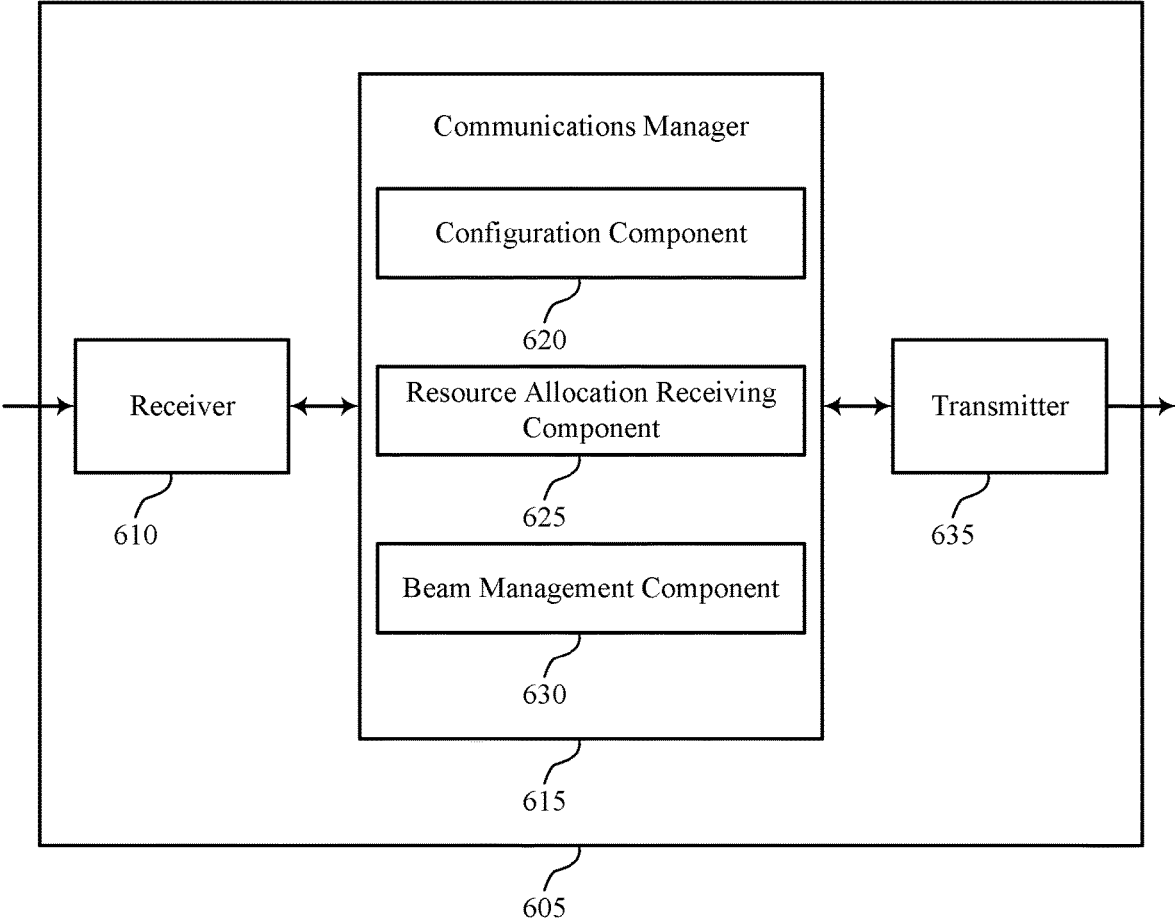 Communications Manager
Configuration Component
620
Receiver
610
Resource Allocation Receiving
Component
625
Transmitter
635
Beam Management Component
630
615
605